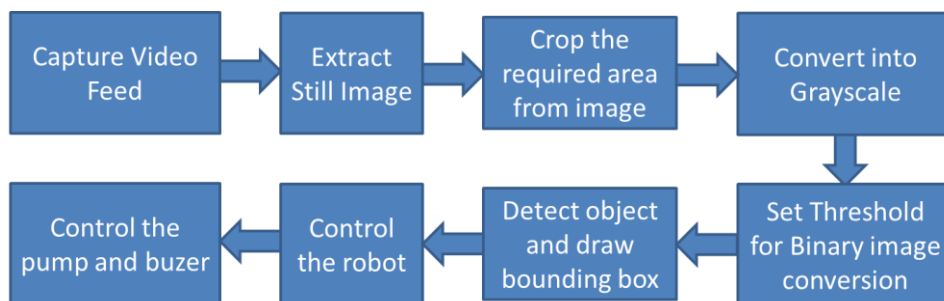 Capture Video
Feed
Extract
Still Image
Crop the
required area
from image
Convert into
Grayscale
Set Threshold
for Binary image
conversion
Detect object
and draw
bounding box
Control
the robot
Control the
pump and buzer